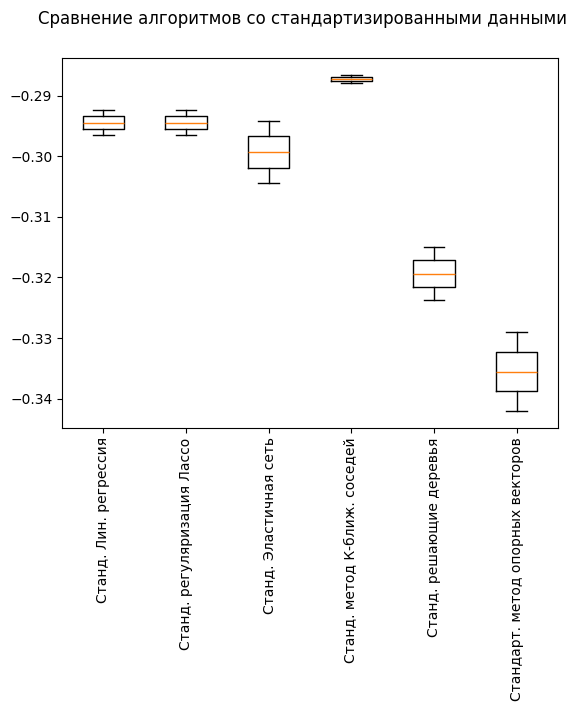 Сравнение алгоритмов со стандартизированными данными
−0.29
−0.30
−0.31
−0.32
−0.33
−0.34
Станд. Лин. регрессия
Станд. регуляризация Лассо
Станд. Эластичная сеть
Станд. метод К-ближ. соседей
Станд. решающие деревья
Стандарт. метод опорных векторов